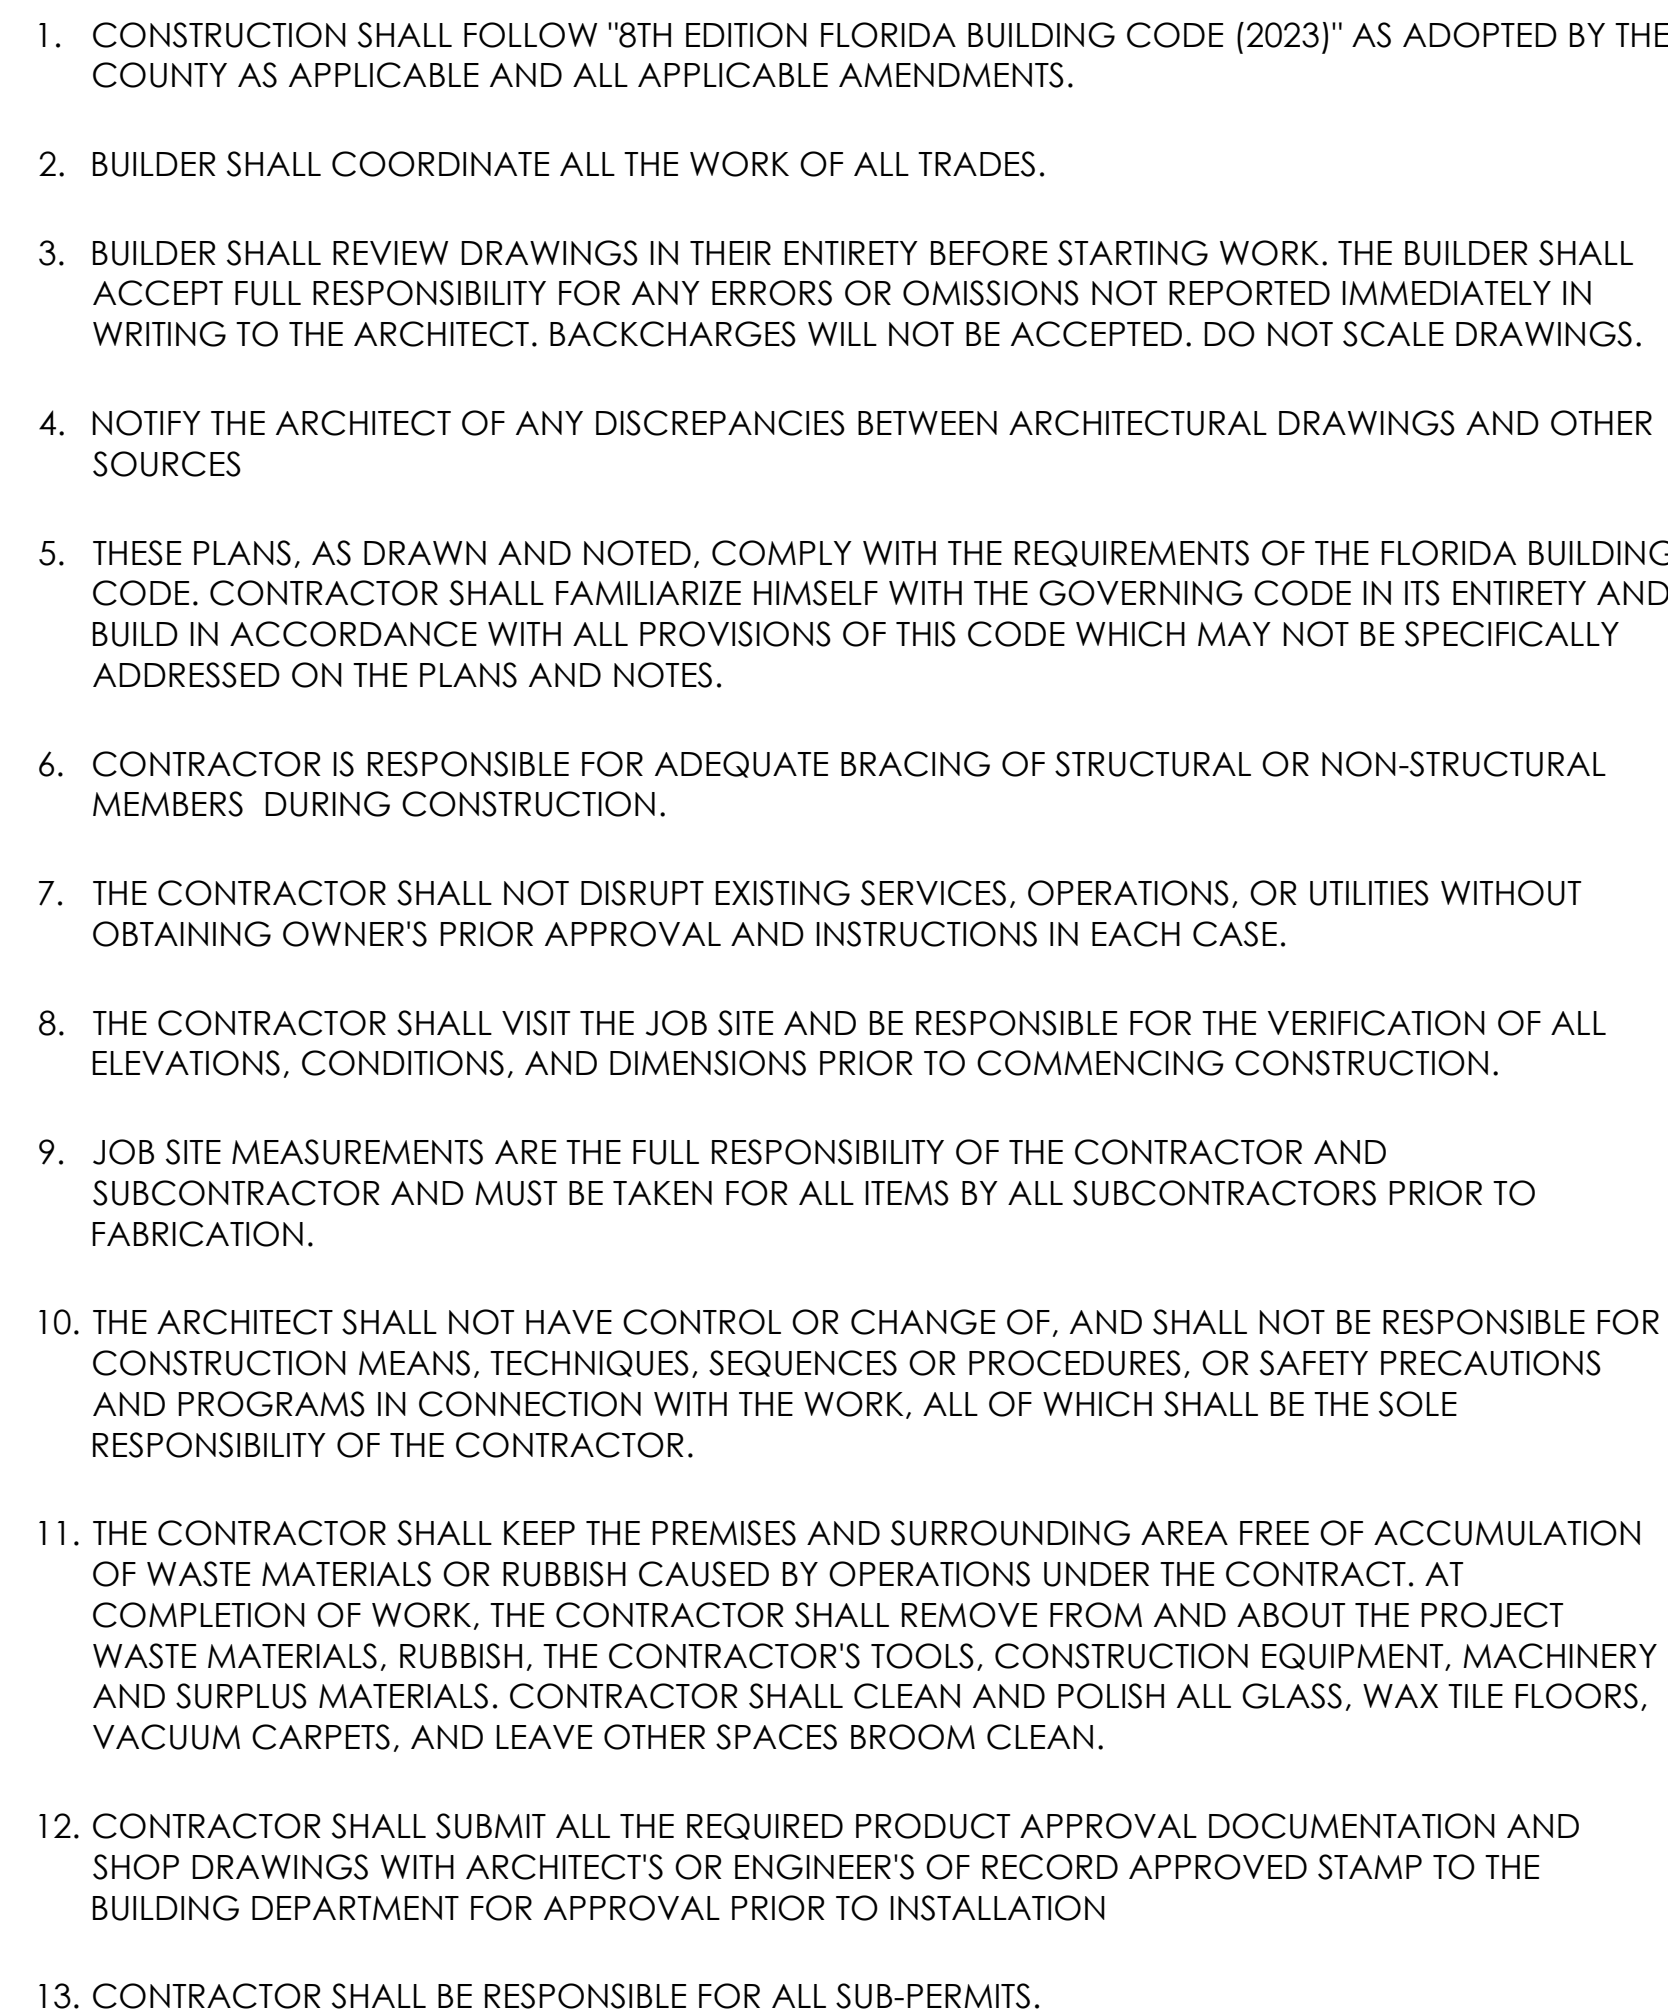 1. CONSTRUCTION SHALL FOLLOW "8TH EDITION FLORIDA BUILDING CODE (2023)" AS ADOPTED BY THE
COUNTY AS APPLICABLE AND ALL APPLICABLE AMENDMENTS.
2. BUILDER SHALL COORDINATE ALL THE WORK OF ALL TRADES.
3. BUILDER SHALL REVIEW DRAWINGS IN THEIR ENTIRETY BEFORE STARTING WORK. THE BUILDER SHALL
ACCEPT FULL RESPONSIBILITY FOR ANY ERRORS OR OMISSIONS NOT REPORTED IMMEDIATELY IN
WRITING TO THE ARCHITECT. BACKCHARGES WILL NOT BE ACCEPTED. DO NOT SCALE DRAWINGS.
4. NOTIFY THE ARCHITECT OF ANY DISCREPANCIES BETWEEN ARCHITECTURAL DRAWINGS AND OTHER
SOURCES
5. THESE PLANS, AS DRAWN AND NOTED, COMPLY WITH THE REQUIREMENTS OF THE FLORIDA BUILDING
CODE. CONTRACTOR SHALL FAMILIARIZE HIMSELF WITH THE GOVERNING CODE IN ITS ENTIRETY AND
BUILD IN ACCORDANCE WITH ALL PROVISIONS OF THIS CODE WHICH MAY NOT BE SPECIFICALLY
ADDRESSED ON THE PLANS AND NOTES.
6. CONTRACTOR IS RESPONSIBLE FOR ADEQUATE BRACING OF STRUCTURAL OR NON-STRUCTURAL
MEMBERS  DURING CONSTRUCTION.
7. THE CONTRACTOR SHALL NOT DISRUPT EXISTING SERVICES, OPERATIONS, OR UTILITIES WITHOUT
OBTAINING OWNER'S PRIOR APPROVAL AND INSTRUCTIONS IN EACH CASE.
8. THE CONTRACTOR SHALL VISIT THE JOB SITE AND BE RESPONSIBLE FOR THE VERIFICATION OF ALL
ELEVATIONS, CONDITIONS, AND DIMENSIONS PRIOR TO COMMENCING CONSTRUCTION.
9. JOB SITE MEASUREMENTS ARE THE FULL RESPONSIBILITY OF THE CONTRACTOR AND
SUBCONTRACTOR AND MUST BE TAKEN FOR ALL ITEMS BY ALL SUBCONTRACTORS PRIOR TO
FABRICATION.
10. THE ARCHITECT SHALL NOT HAVE CONTROL OR CHANGE OF, AND SHALL NOT BE RESPONSIBLE FOR
CONSTRUCTION MEANS, TECHNIQUES, SEQUENCES OR PROCEDURES, OR SAFETY PRECAUTIONS
AND PROGRAMS IN CONNECTION WITH THE WORK, ALL OF WHICH SHALL BE THE SOLE
RESPONSIBILITY OF THE CONTRACTOR.
11. THE CONTRACTOR SHALL KEEP THE PREMISES AND SURROUNDING AREA FREE OF ACCUMULATION
OF WASTE MATERIALS OR RUBBISH CAUSED BY OPERATIONS UNDER THE CONTRACT. AT
COMPLETION OF WORK, THE CONTRACTOR SHALL REMOVE FROM AND ABOUT THE PROJECT
WASTE MATERIALS, RUBBISH, THE CONTRACTOR'S TOOLS, CONSTRUCTION EQUIPMENT, MACHINERY
AND SURPLUS MATERIALS. CONTRACTOR SHALL CLEAN AND POLISH ALL GLASS, WAX TILE FLOORS,
VACUUM CARPETS, AND LEAVE OTHER SPACES BROOM CLEAN.
12. CONTRACTOR SHALL SUBMIT ALL THE REQUIRED PRODUCT APPROVAL DOCUMENTATION AND
SHOP DRAWINGS WITH ARCHITECT'S OR ENGINEER'S OF RECORD APPROVED STAMP TO THE
BUILDING DEPARTMENT FOR APPROVAL PRIOR TO INSTALLATION
13. CONTRACTOR SHALL BE RESPONSIBLE FOR ALL SUB-PERMITS.